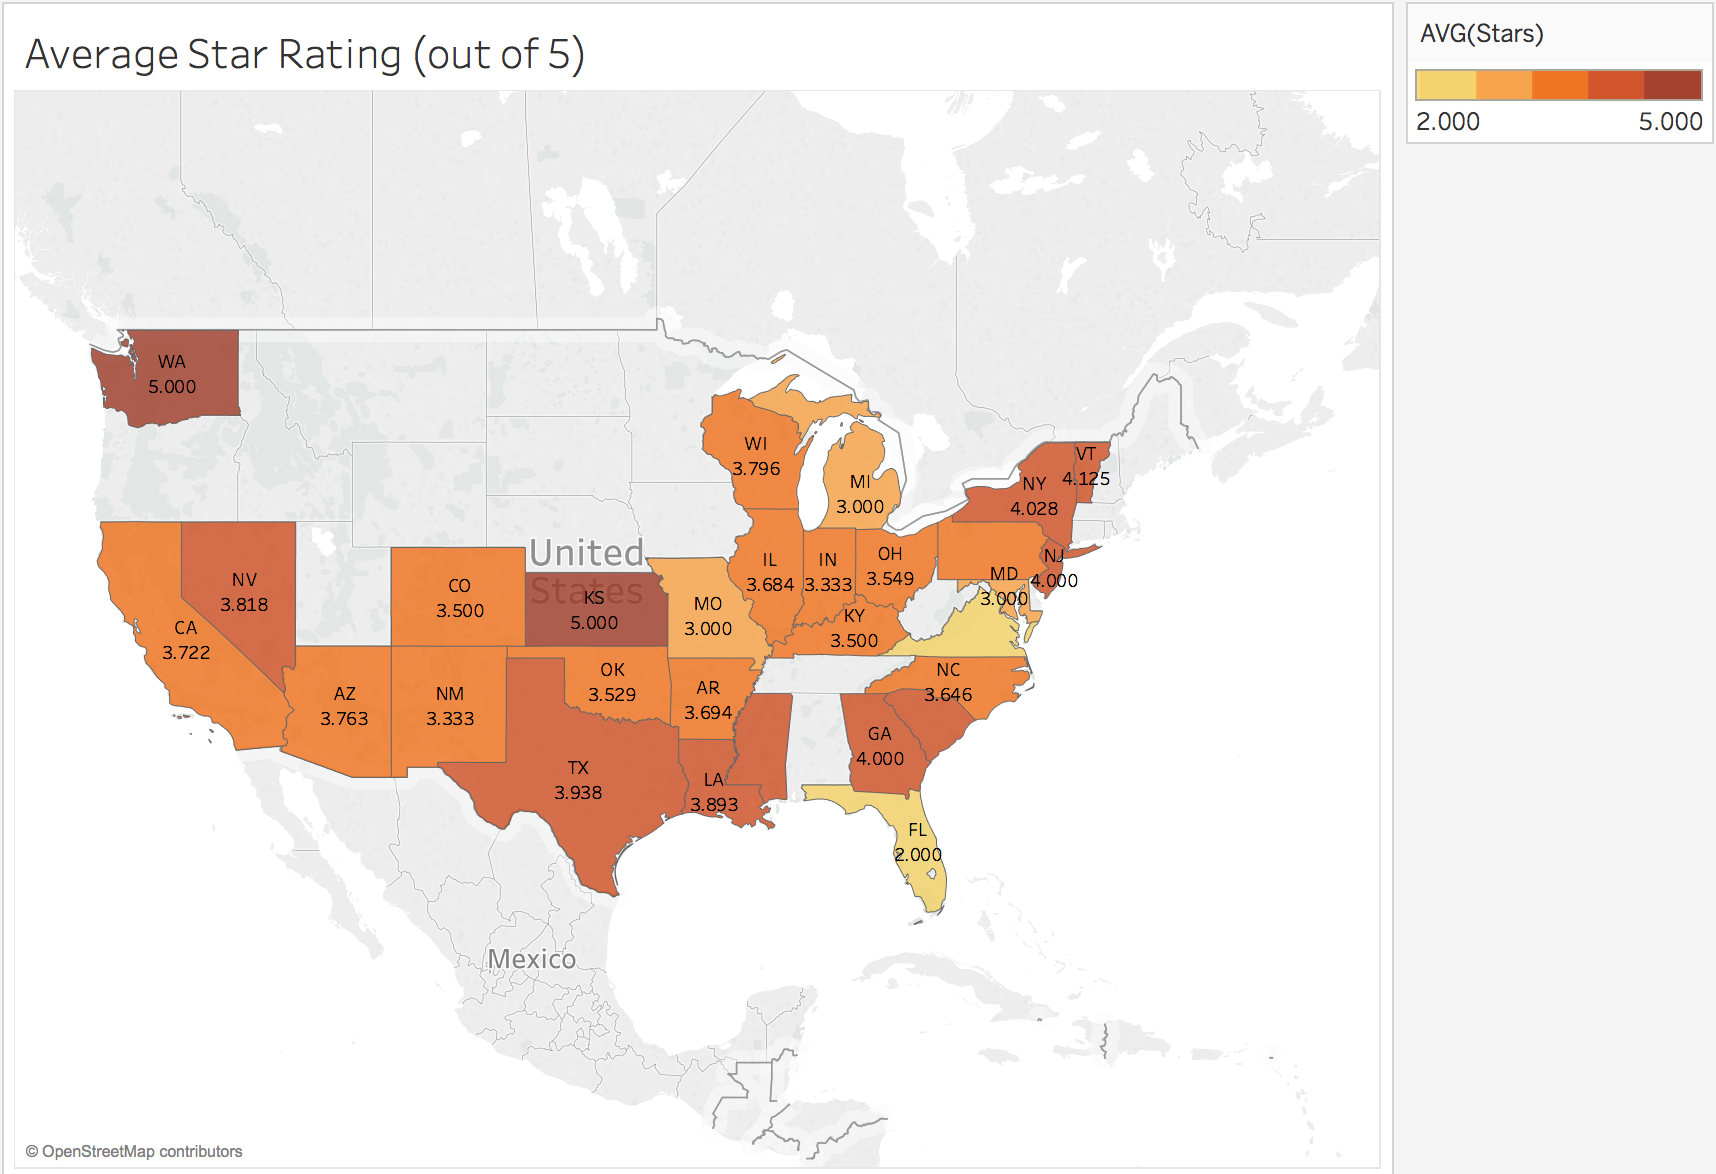 Average Star Rating (out of 5)
AVG(Stars)
2.000
5.000
WA
5.000
WI
3.796
MI
3.000
VT
4.125
NY
4.028
NJ
4.000
MD
3.000
OH
3.549
IN
3.333
IL
3.684
KY
3.500
United
States
KS
5.000
MO
3.000
CO
3.500
NV
3.818
CA
3.722
AZ
3.763
NM
3.333
OK
3.529
AR
3.694
NC
3.646
GA
4.000
TX
3.938
LA
3.893
FL
2.000
Mexico
© OpenStreetMap contributors